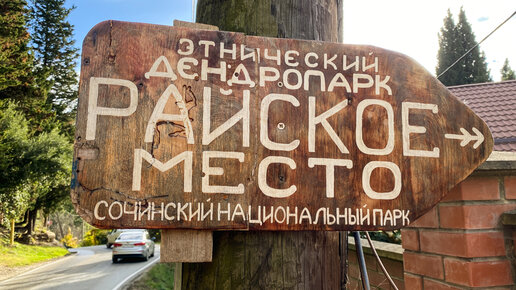 ЭТНИЧЕСКИЙ
ДЕНДРОПАРК
РАЙСКОЕ
МЕСТО
СОЧИНСКИЙ НАЦИОНАЛЬНЫЙ ПАРК